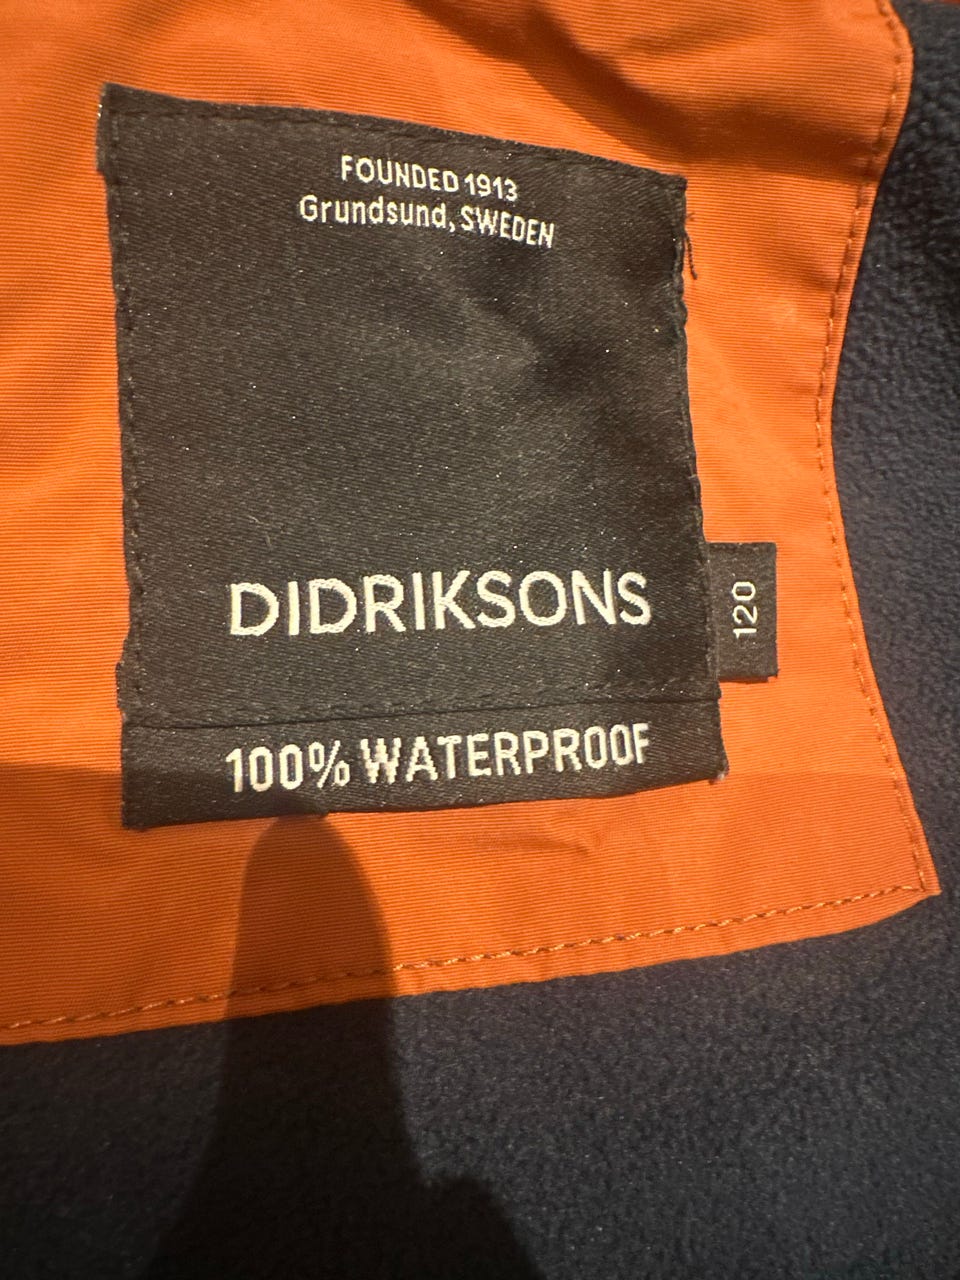 FOUNDED 1913
Grundsund, SWEDEN
DIDRIKSONS
120
100% WATERPROOF